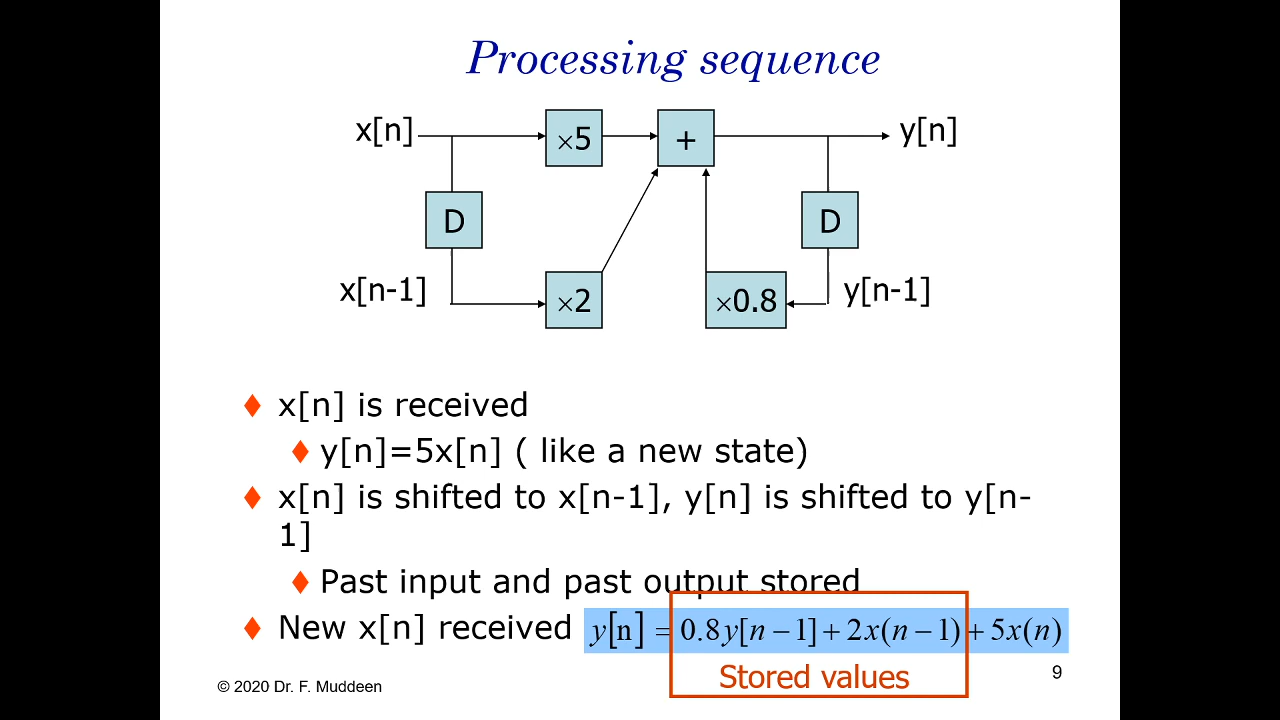 Processing sequence
x[n] ×5 + y[n]
D D
x[n-1] ×2 ×0.8 y[n-1]
x[n] is received
y[n]=5x[n] ( like a new state)
x[n] is shifted to x[n-1], y[n] is shifted to y[n-
1]
Past input and past output stored
New x[n] received y[n] = 0.8y[n − 1] + 2x(n − 1) + 5x(n)
Stored values
© 2020 Dr. F. Muddeen
9